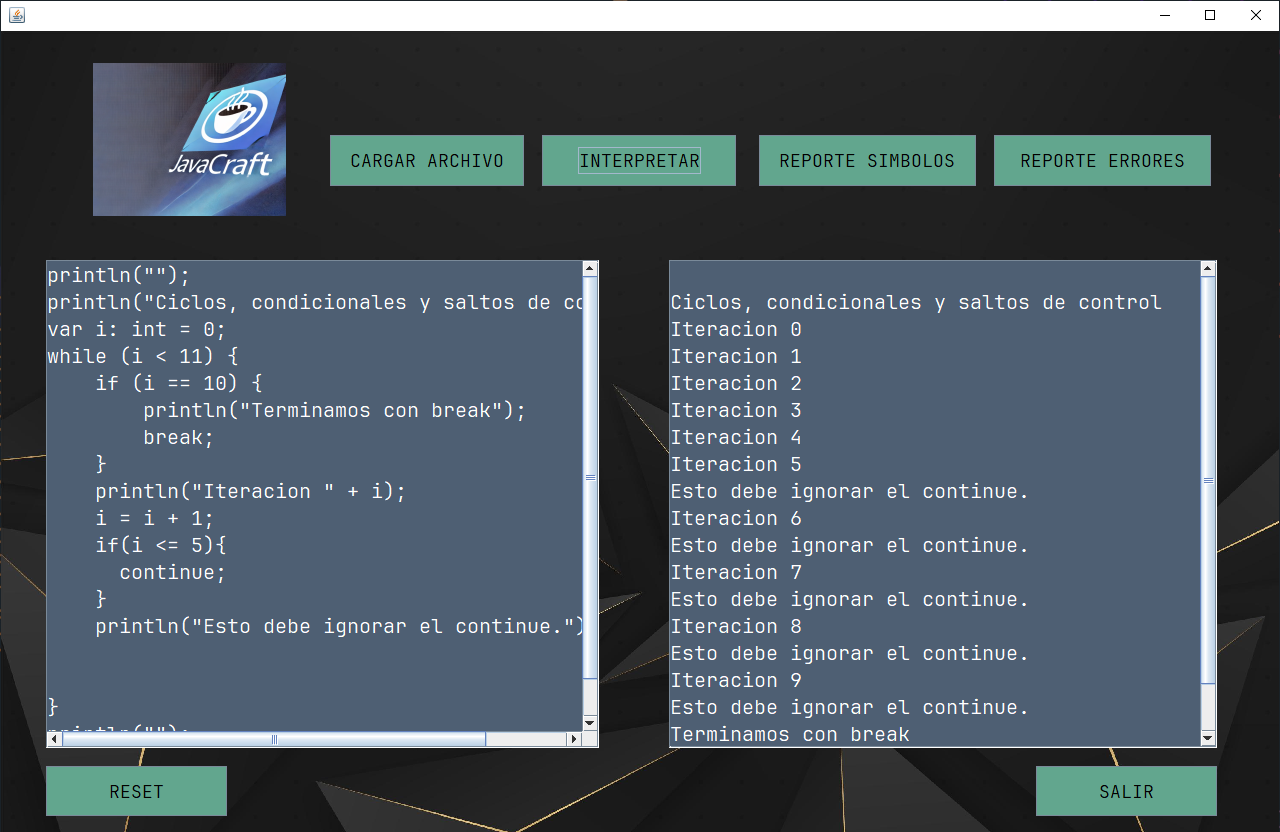 JavaCraft
CARGAR ARCHIVO
INTERPRETAR
REPORTE SIMBOLOS
REPORTE ERRORES
println("");
println("Ciclos, condicionales y saltos de co
var i: int = 0;
while (i < 11) {
    if (i == 10) {
        println("Terminamos con break");
        break;
    }
    println("Iteracion " + i);
    i = i + 1;
    if(i <= 5){
      continue;
    }
    println("Esto debe ignorar el continue.")
}
println("");
Ciclos, condicionales y saltos de control
Iteracion 0
Iteracion 1
Iteracion 2
Iteracion 3
Iteracion 4
Iteracion 5
Esto debe ignorar el continue.
Iteracion 6
Esto debe ignorar el continue.
Iteracion 7
Esto debe ignorar el continue.
Iteracion 8
Esto debe ignorar el continue.
Iteracion 9
Esto debe ignorar el continue.
Terminamos con break
RESET
SALIR